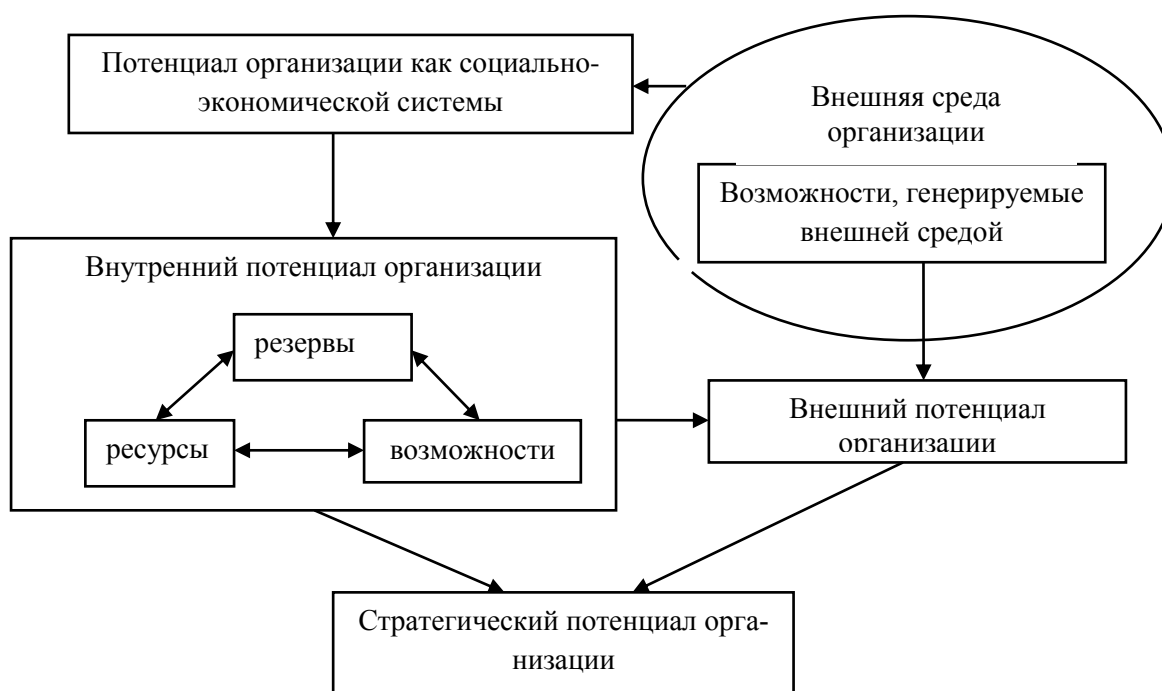 Потенциал организации как социально-
экономической системы
Внешняя среда
организации
Возможности, генерируемые
внешней средой
Внутренний потенциал организации
резервы
ресурсы
возможности
Внешний потенциал
организации
Стратегический потенциал орга-
низации